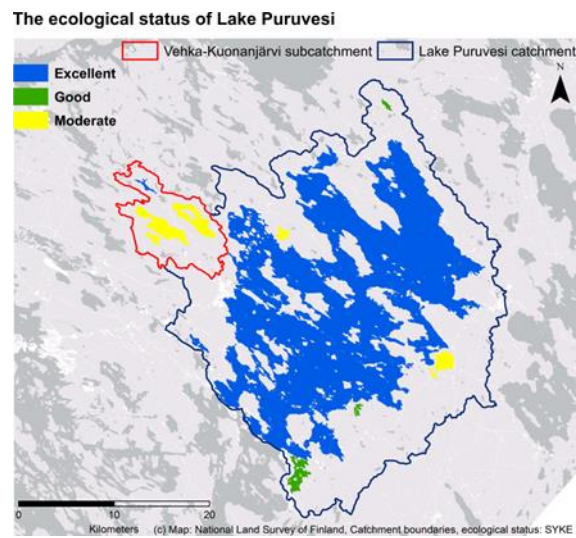 The ecological status of Lake Puruvesi
Vehka-Kuonanjärvi subcatchment Lake Puruvesi catchment
Excellent
Good
Moderate
N
0 10 20
Kilometers (c) Map: National Land Survey of Finland, Catchment boundaries, ecological status: SYKE